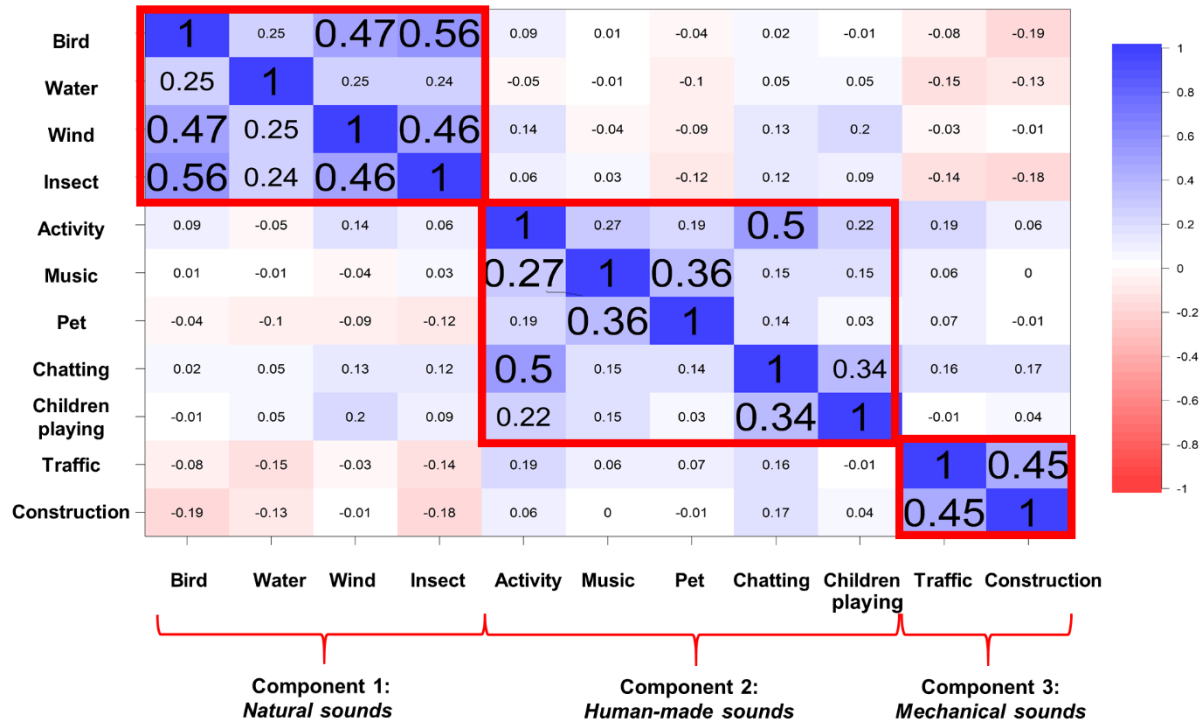 Bird 1 0.25 0.47 0.56 0.09 0.01 -0.04 0.02 -0.01 -0.08 -0.19
Water 0.25 1 0.25 0.24 -0.05 -0.01 -0.1 0.05 0.05 -0.15 -0.13
Wind 0.47 0.25 1 0.46 0.14 -0.04 -0.09 0.13 0.2 -0.03 -0.01
Insect 0.56 0.24 0.46 1 0.06 0.03 -0.12 0.12 0.09 -0.14 -0.18
Activity 0.09 -0.05 0.14 0.06 1 0.27 0.19 0.5 0.22 0.19 0.06
Music 0.01 -0.01 -0.04 0.03 0.27 1 0.36 0.15 0.15 0.06 0
Pet -0.04 -0.1 -0.09 -0.12 0.19 0.36 1 0.14 0.03 0.07 -0.01
Chatting 0.02 0.05 0.13 0.12 0.5 0.15 0.14 1 0.34 0.16 0.17
Children
playing -0.01 0.05 0.2 0.09 0.22 0.15 0.03 0.34 1 -0.01 0.04
Traffic -0.08 -0.15 -0.03 -0.14 0.19 0.06 0.07 0.16 -0.01 1 0.45
Construction -0.19 -0.13 -0.01 -0.18 0.06 0 -0.01 0.17 0.04 0.45 1
1
0.8
0.6
0.4
0.2
0
-0.2
-0.4
-0.6
-0.8
-1
Bird Water Wind Insect Activity Music Pet Chatting Children Traffic Construction
playing
Component 1: Component 2: Component 3:
Natural sounds Human-made sounds Mechanical sounds